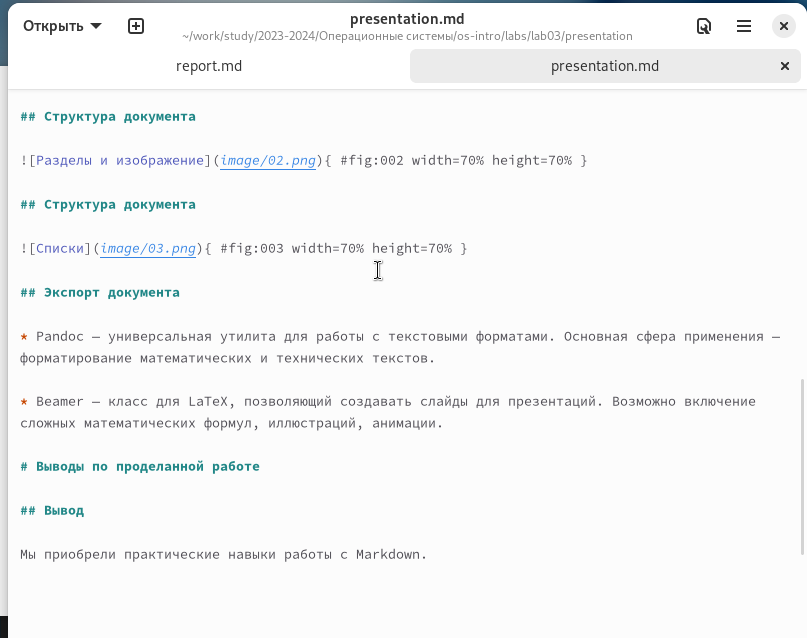 Открыть
presentation.md
~/work/study/2023-2024/Операционные системы/os-intro/labs/lab03/presentation
report.md
presentation.md
## Структура документа
![Разделы и изображение](image/02.png){ #fig:002 width=70% height=70% }
## Структура документа
![Списки](image/03.png){ #fig:003 width=70% height=70% }
## Экспорт документа
* Pandoc — универсальная утилита для работы с текстовыми форматами. Основная сфера применения —
форматирование математических и технических текстов.
* Beamer — класс для LaTeX, позволяющий создавать слайды для презентаций. Возможно включение
сложных математических формул, иллюстраций, анимации.
# Выводы по проделанной работе
## Вывод
Мы приобрели практические навыки работы с Markdown.